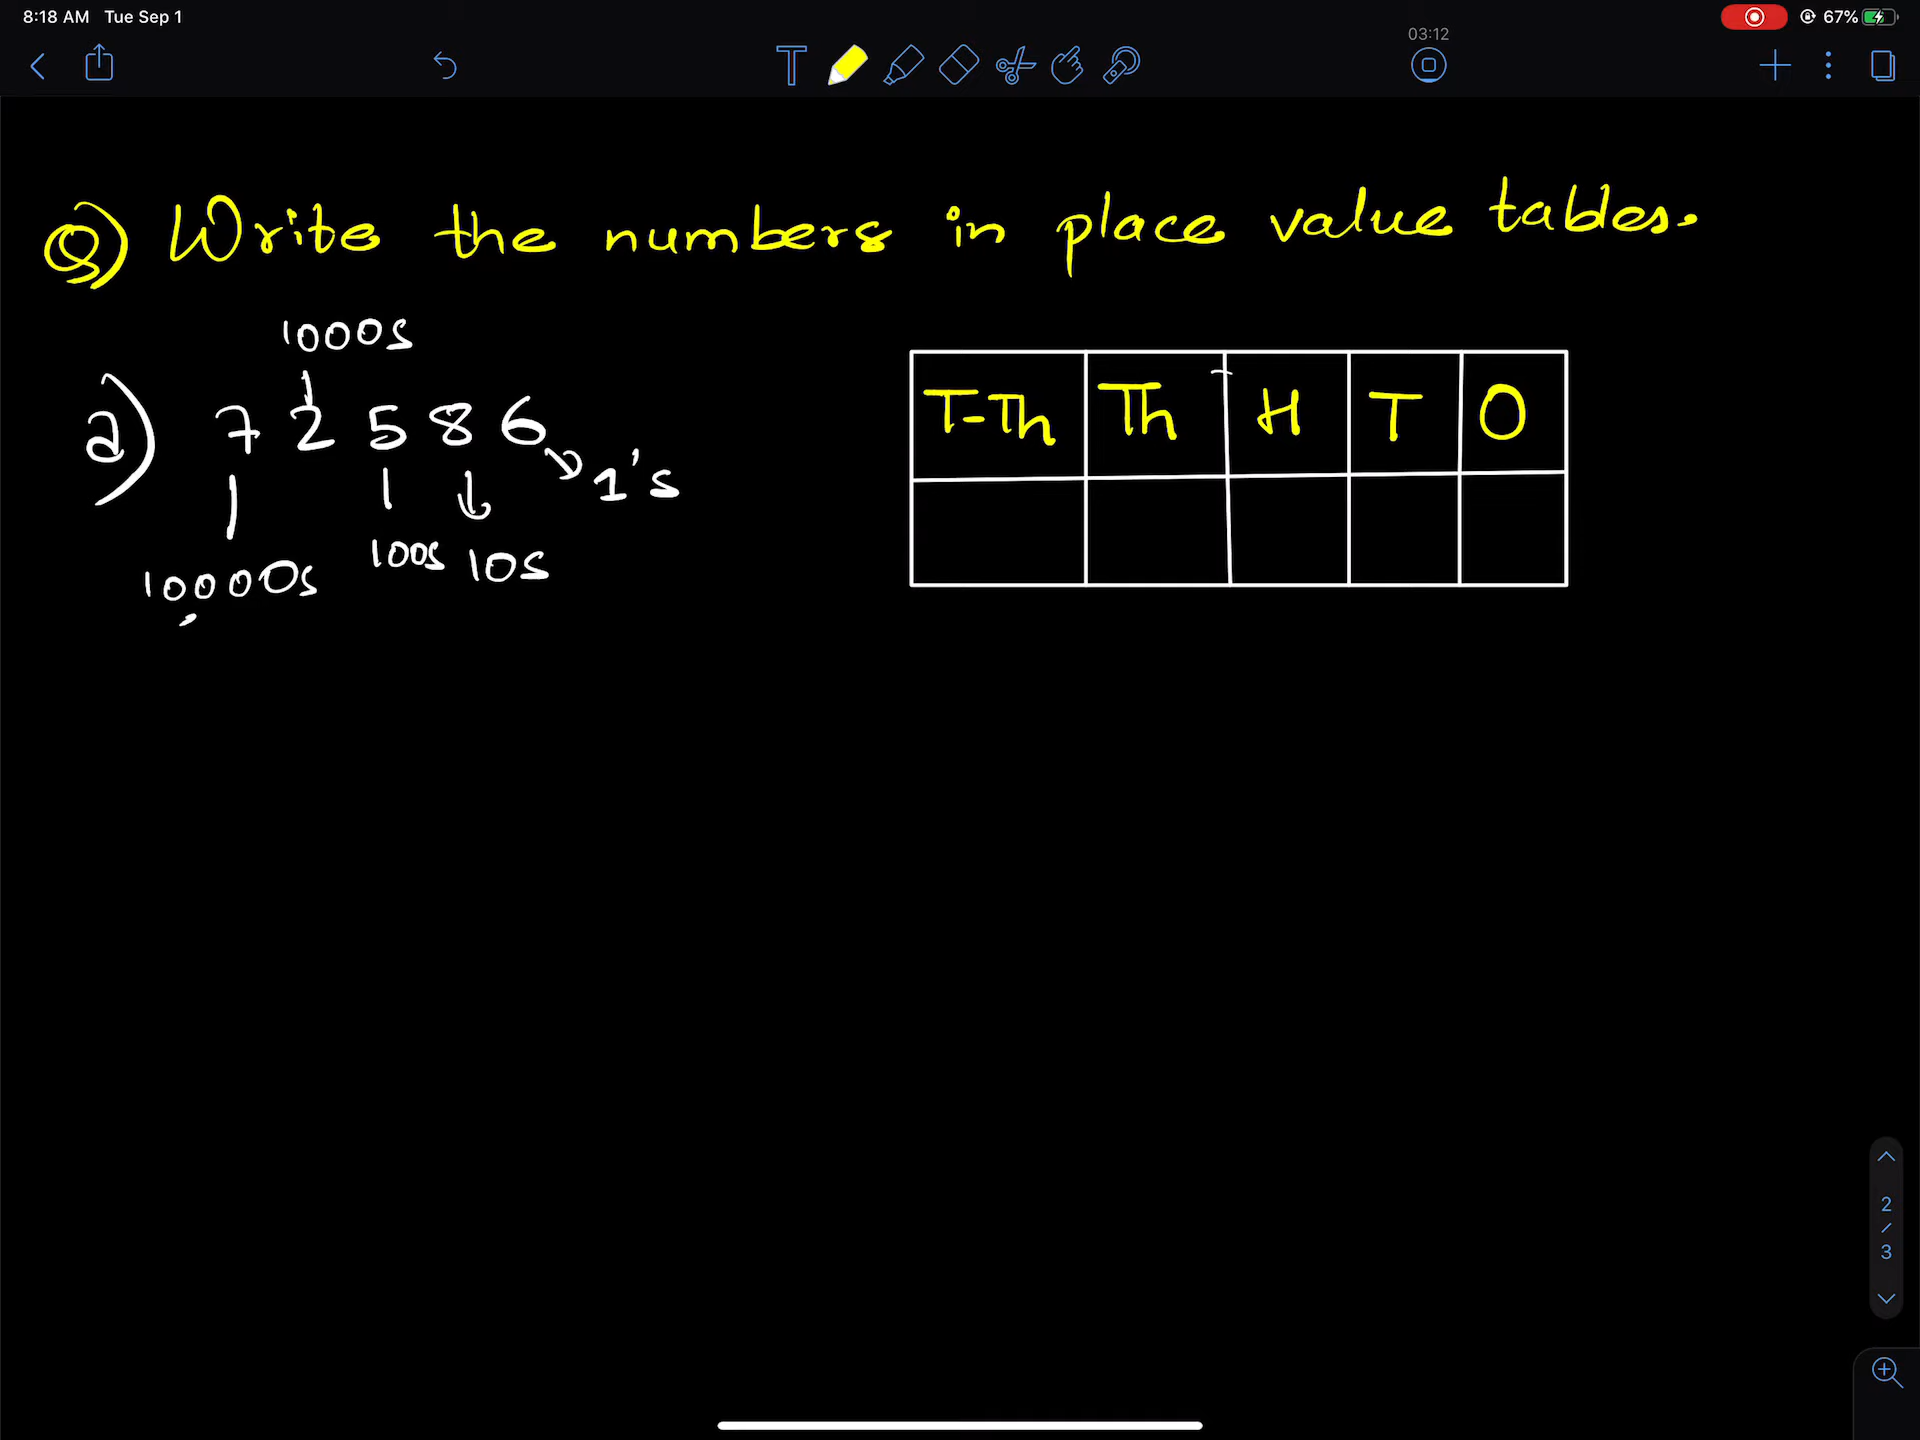 8:18 AM Tue Sep 1
67%
03:12
Q) Write the numbers in place value tables.
1000s
a) 7 2 5 8 6
1's
10000s 100s 10s
T-Th Th H T O
2
/
3